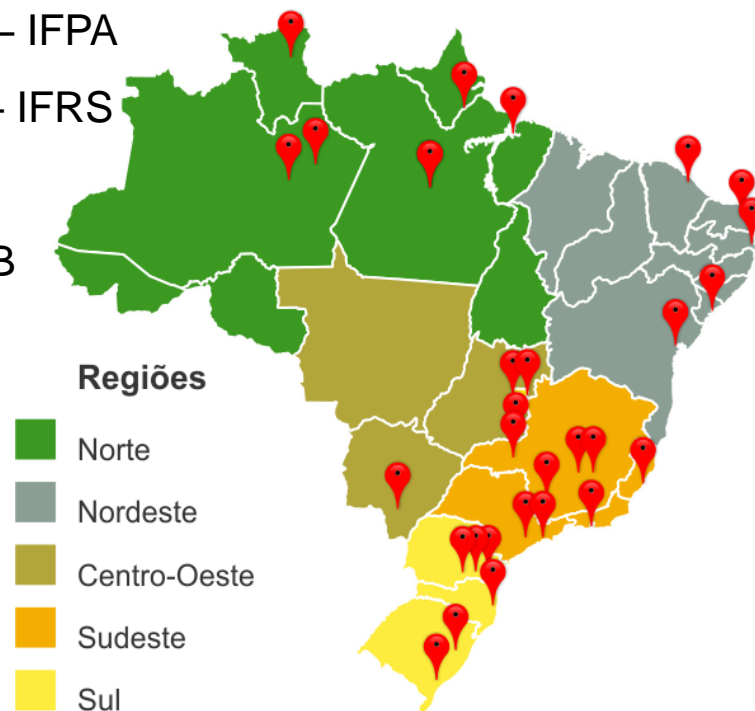 – IFPA
- IFRS
B
Regiões
Norte
Nordeste
Centro-Oeste
Sudeste
Sul